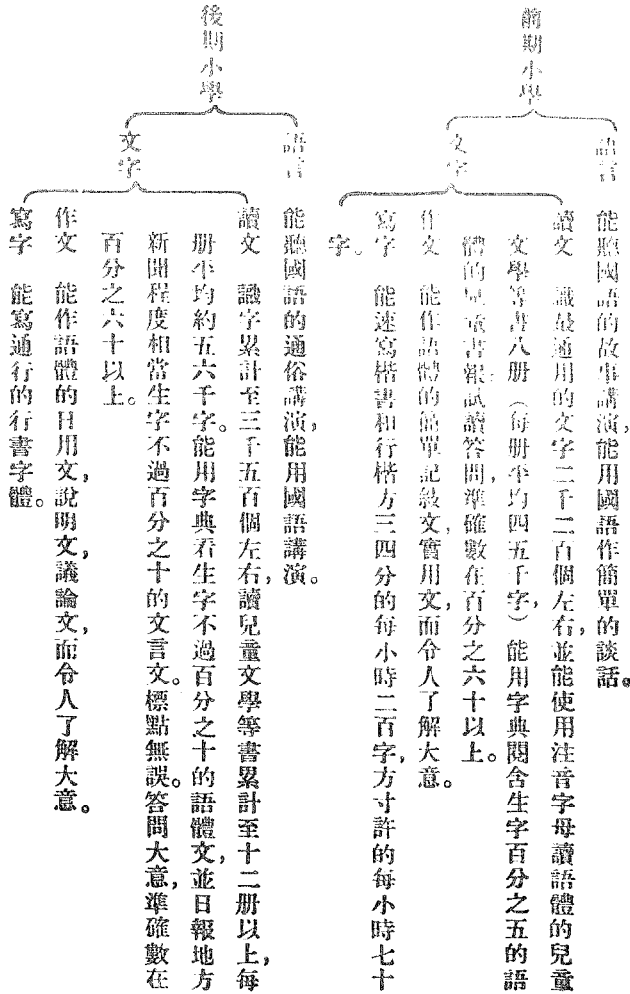 前期小學
語言
能聽國語的故事講演，能用國語作簡單的談話。
文字
讀文　識最通用的文字二千二百個左右，並能使用注音字母讀語體的兒童
文學等書八册（每册平均四五千字，）能用字典閱含生字百分之五的語
體的兒童書報，試讀答問，準確數在百分之六十以上。
作文　能作語體的簡單記敍文，實用文，而令人了解大意。
寫字　能速寫楷書和行楷方三四分的每小時二百字，方寸許的每小時七十
字。
後期小學
語言
能聽國語的通俗講演，能用國語講演。
文字
讀文　識字累計至三千五百個左右，讀兒童文學等書累計至十二册以上，每
册平均約五六千字。能用字典看生字不過百分之十的語體文，並日報地方
新聞程度相當生字不過百分之十的文言文。標點無誤。答問大意，準確數在
百分之六十以上。
作文　能作語體的日用文，說明文，議論文，而令人了解大意。
寫字　能寫通行的行書字體。